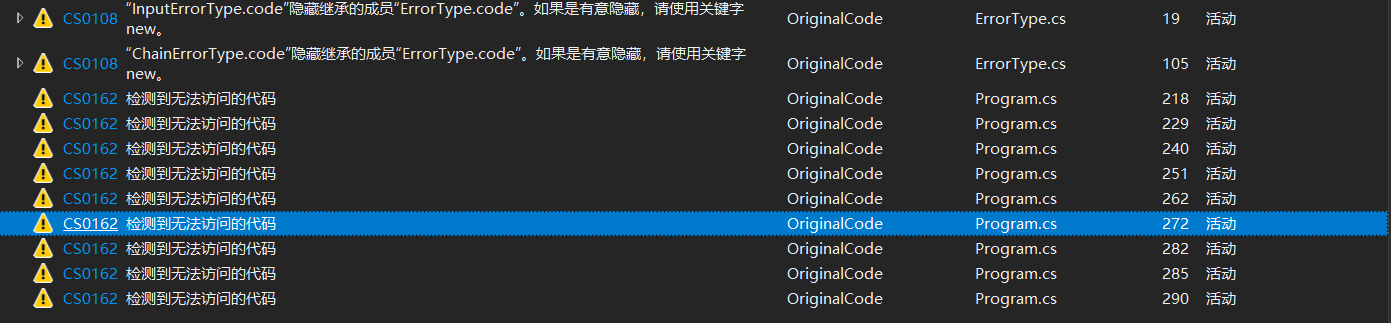 CS0108 “InputErrorType.code”隐藏继承的成员“ErrorType.code”。如果是有意隐藏，请使用关键字 new。 OriginalCode ErrorType.cs 19 活动
CS0108 “ChainErrorType.code”隐藏继承的成员“ErrorType.code”。如果是有意隐藏，请使用关键字 new。 OriginalCode ErrorType.cs 105 活动
CS0162 检测到无法访问的代码 OriginalCode Program.cs 218 活动
CS0162 检测到无法访问的代码 OriginalCode Program.cs 229 活动
CS0162 检测到无法访问的代码 OriginalCode Program.cs 240 活动
CS0162 检测到无法访问的代码 OriginalCode Program.cs 251 活动
CS0162 检测到无法访问的代码 OriginalCode Program.cs 262 活动
CS0162 检测到无法访问的代码 OriginalCode Program.cs 272 活动
CS0162 检测到无法访问的代码 OriginalCode Program.cs 282 活动
CS0162 检测到无法访问的代码 OriginalCode Program.cs 285 活动
CS0162 检测到无法访问的代码 OriginalCode Program.cs 290 活动